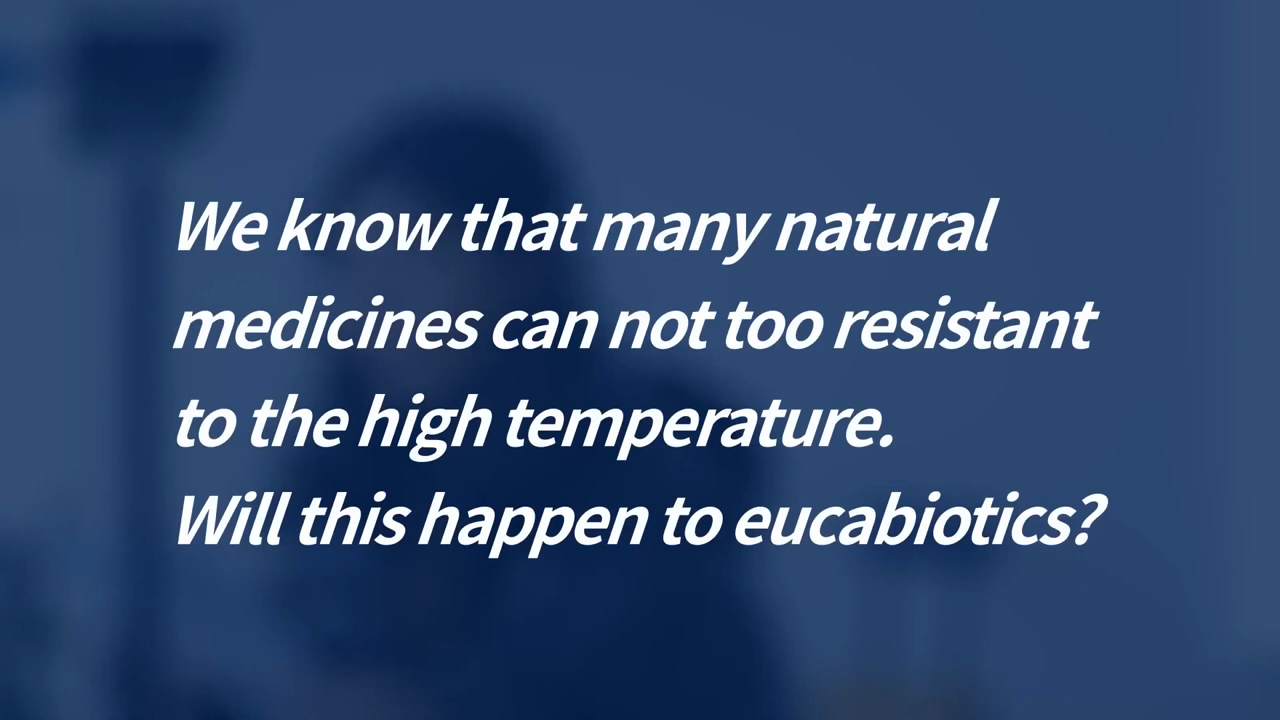 We know that many natural
medicines can not too resistant
to the high temperature.
Will this happen to eucabiotics?